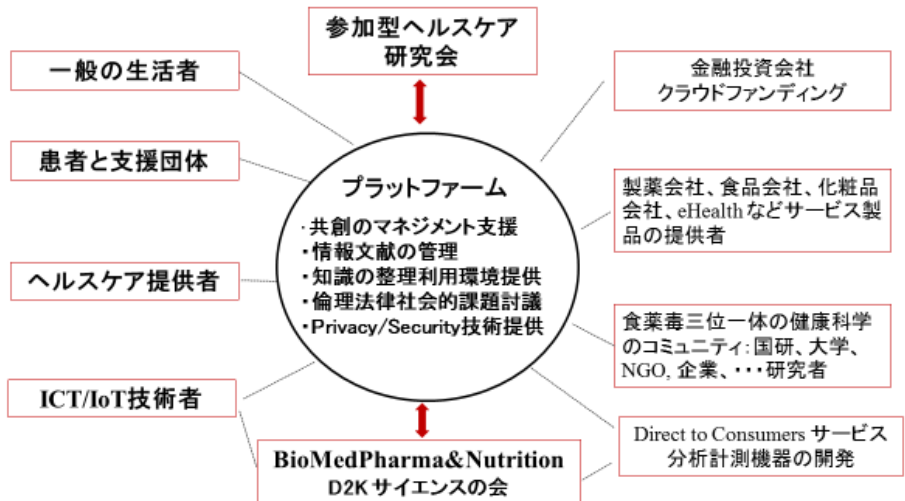 参加型ヘルスケア
研究会
一般の生活者
患者と支援団体
ヘルスケア提供者
ICT/IoT技術者
プラットファーム
・共創のマネジメント支援
・情報文献の管理
・知識の整理利用環境提供
・倫理法律社会的課題討議
・Privacy/Security技術提供
金融投資会社
クラウドファンディング
製薬会社、食品会社、化粧品
会社、eHealthなどサービス製
品の提供者
食薬毒三位一体の健康科学
のコミュニティ：国研、大学、
NGO, 企業、・・・研究者
Direct to Consumers サービス
分析計測機器の開発
BioMedPharma&Nutrition
D2K サイエンスの会